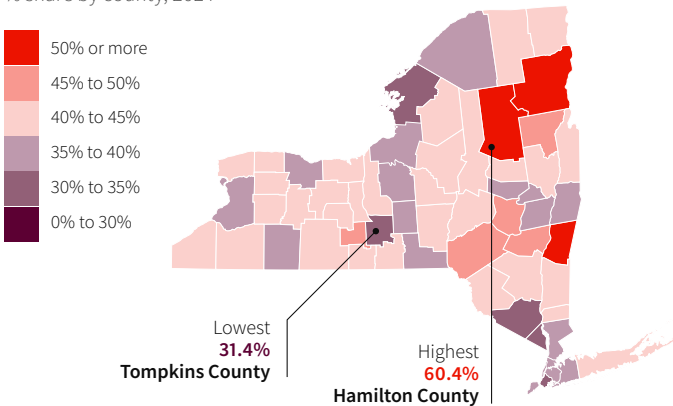 50% or more
45% to 50%
40% to 45%
35% to 40%
30% to 35%
0% to 30%
Lowest
31.4%
Tompkins County
Highest
60.4%
Hamilton County